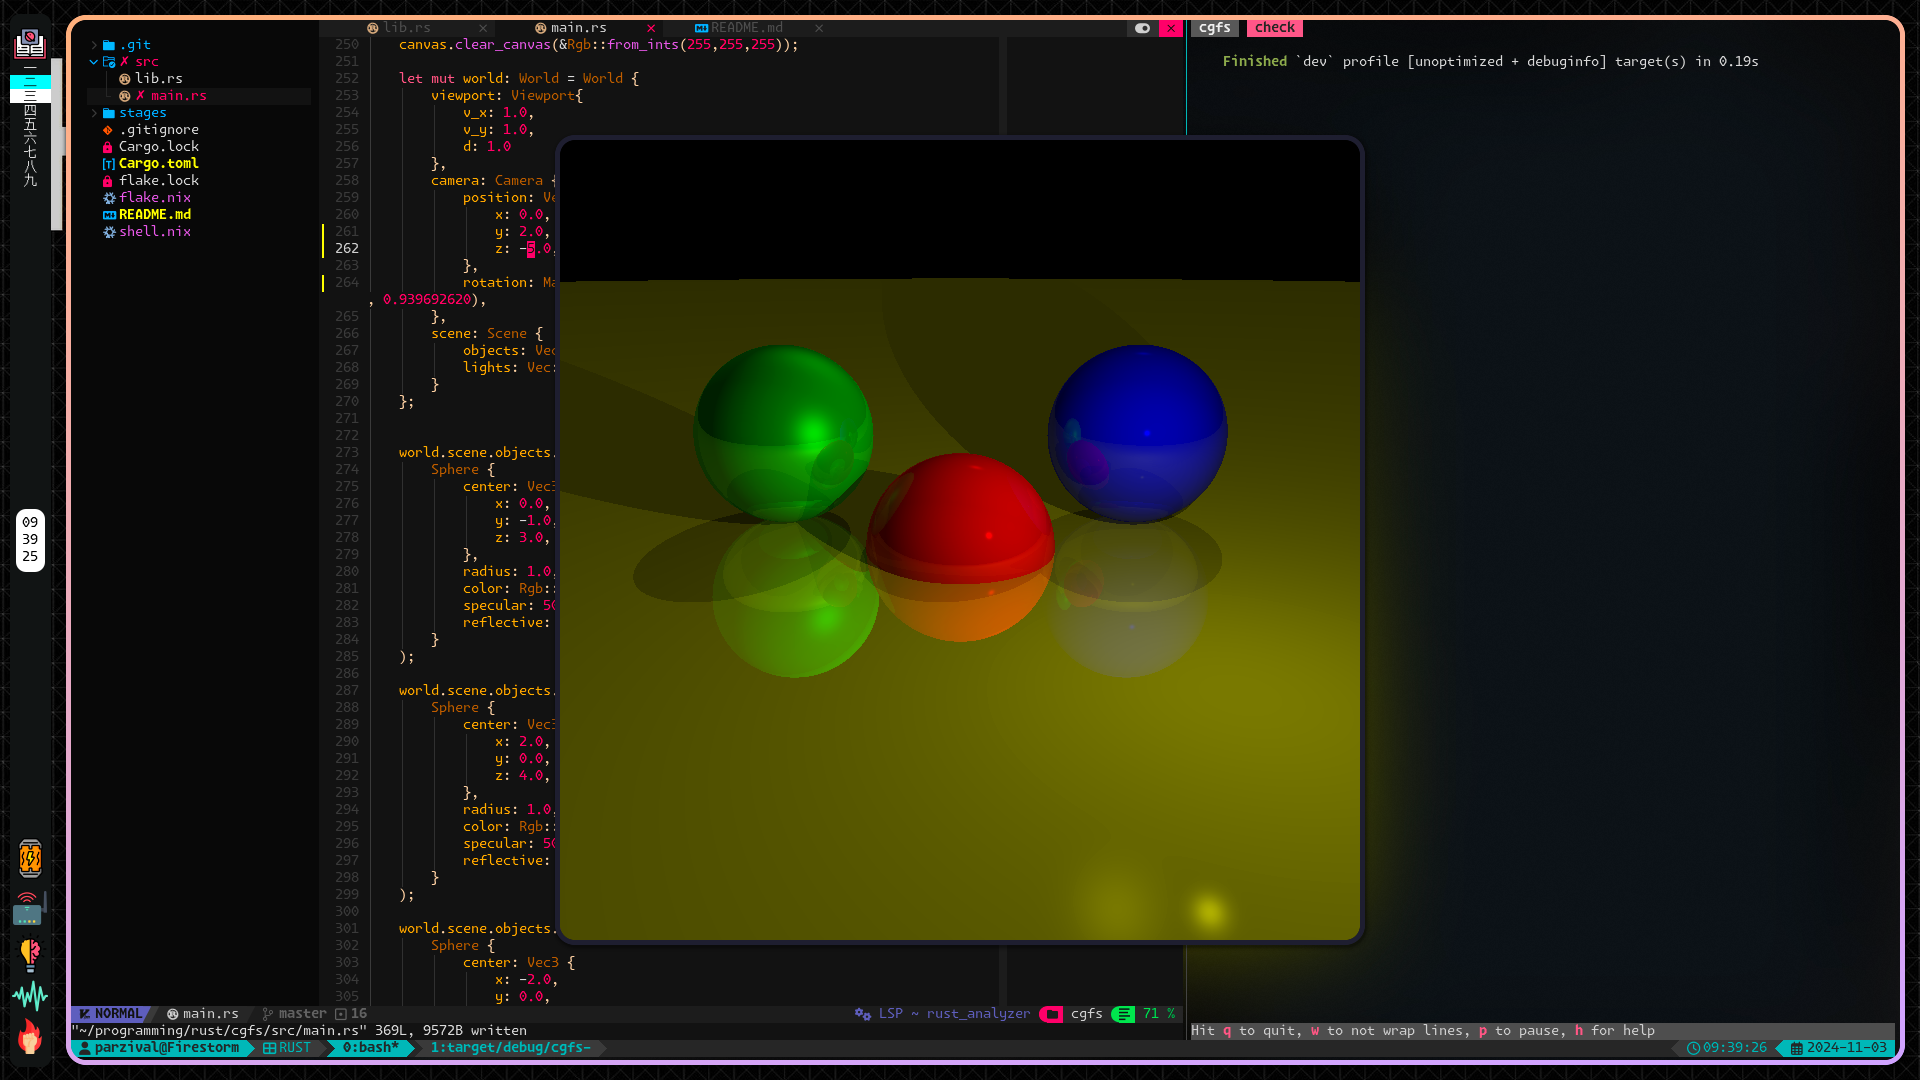 一
二
三
四
五
六
七
八
九
09
39
25
.git
✗ src
lib.rs
✗ main.rs
stages
.gitignore
Cargo.lock
Cargo.toml
flake.lock
flake.nix
README.md
shell.nix
lib.rs ✕ main.rs ✕ README.md ✕
250 canvas.clear_canvas(&Rgb::from_ints(255,255,255));
251
252 let mut world: World = World {
253 viewport: Viewport{
254 v_x: 1.0,
255 v_y: 1.0,
256 d: 1.0
257 },
258 camera: Camera {
259 position: Ve
260 x: 0.0,
261 y: 2.0,
262 z: -5.0,
263 },
264 rotation: Ma
, 0.939692620),
265 },
266 scene: Scene {
267 objects: Vec
268 lights: Vec:
269 }
270 };
271
272
273 world.scene.objects.
274 Sphere {
275 center: Vec3
276 x: 0.0,
277 y: -1.0,
278 z: 3.0,
279 },
280 radius: 1.0,
281 color: Rgb::
282 specular: 50
283 reflective:
284 }
285 );
286
287 world.scene.objects.
288 Sphere {
289 center: Vec3
290 x: 2.0,
291 y: 0.0,
292 z: 4.0,
293 },
294 radius: 1.0,
295 color: Rgb::
296 specular: 50
297 reflective:
298 }
299 );
300
301 world.scene.objects.
302 Sphere {
303 center: Vec3 {
304 x: -2.0,
305 y: 0.0,
NORMAL main.rs master 16 LSP ~ rust_analyzer cgfs 71 %
"~/programming/rust/cgfs/src/main.rs" 369L, 9572B written
cgfs check
Finished `dev` profile [unoptimized + debuginfo] target(s) in 0.19s
Hit q to quit, w to not wrap lines, p to pause, h for help
parzival@Firestorm RUST 0:bash* 1:target/debug/cgfs- 09:39:26 2024-11-03